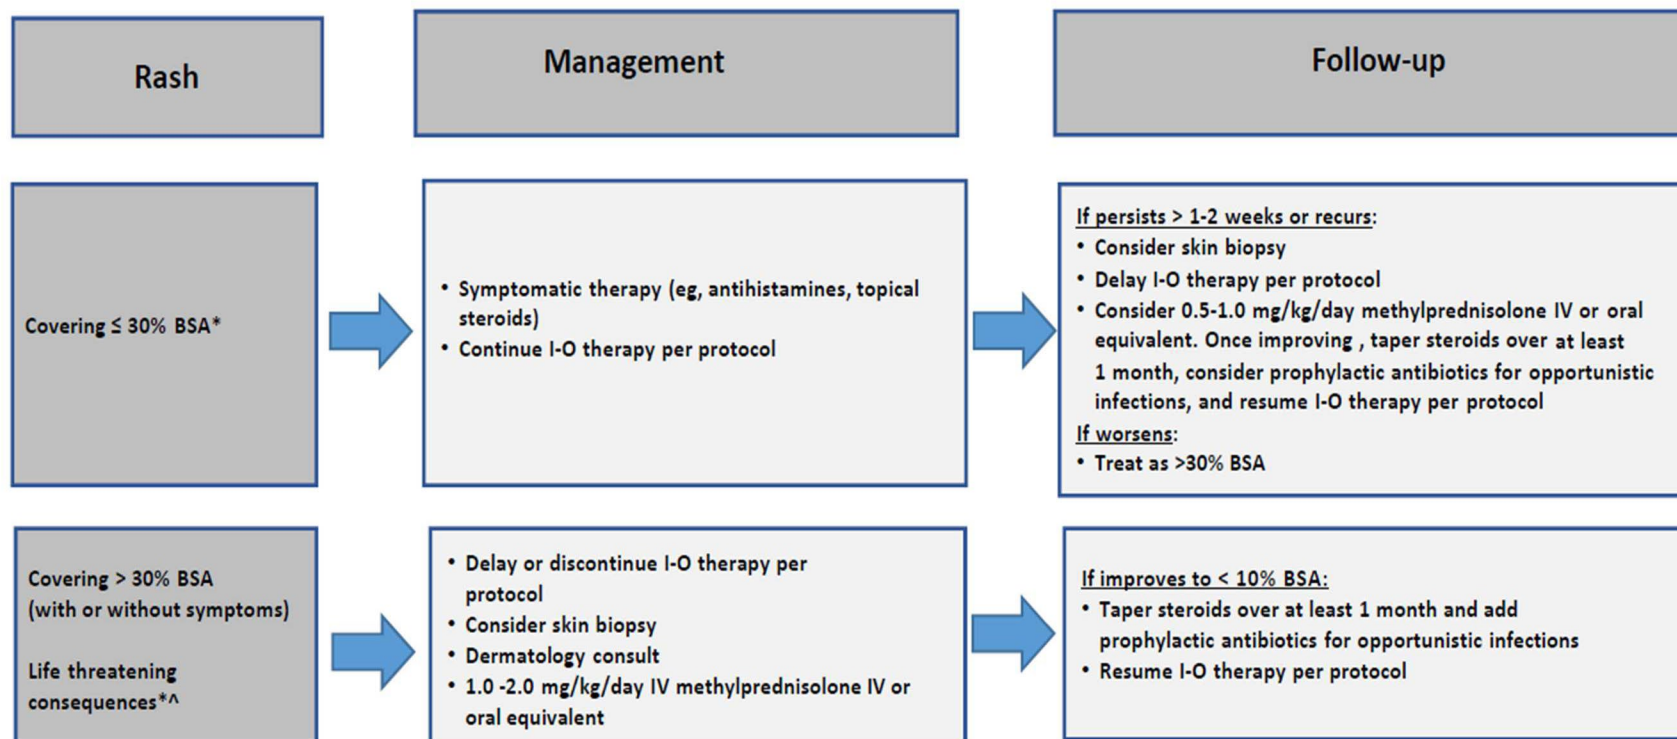 Rash
Management
Follow-up
Covering ≤ 30% BSA*
• Symptomatic therapy (eg, antihistamines, topical
steroids)
• Continue I-O therapy per protocol
If persists > 1-2 weeks or recurs:
• Consider skin biopsy
• Delay I-O therapy per protocol
• Consider 0.5-1.0 mg/kg/day methylprednisolone IV or oral
equivalent. Once improving , taper steroids over at least
1 month, consider prophylactic antibiotics for opportunistic
infections, and resume I-O therapy per protocol
If worsens:
• Treat as >30% BSA
Covering > 30% BSA
(with or without symptoms)
Life threatening
consequences*^
• Delay or discontinue I-O therapy per
protocol
• Consider skin biopsy
• Dermatology consult
• 1.0 -2.0 mg/kg/day IV methylprednisolone IV or
oral equivalent
If improves to < 10% BSA:
• Taper steroids over at least 1 month and add
prophylactic antibiotics for opportunistic infections
• Resume I-O therapy per protocol